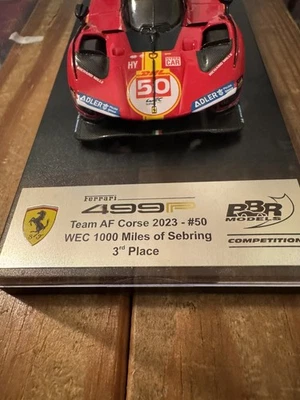 HY
CAR
50
ADLER
ADLER
Ferrari
499P
Team AF Corse 2023 - #50
WEC 1000 Miles of Sebring
3rd Place
BBR
MODELS
COMPETITION